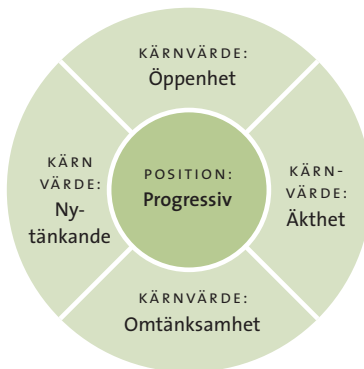 KÄRNVÄRDE:
Öppenhet
KÄRN
VÄRDE:
Ny-
tänkande
POSITION:
Progressiv
KÄRN-
VÄRDE:
Äkthet
KÄRNVÄRDE:
Omtänksamhet